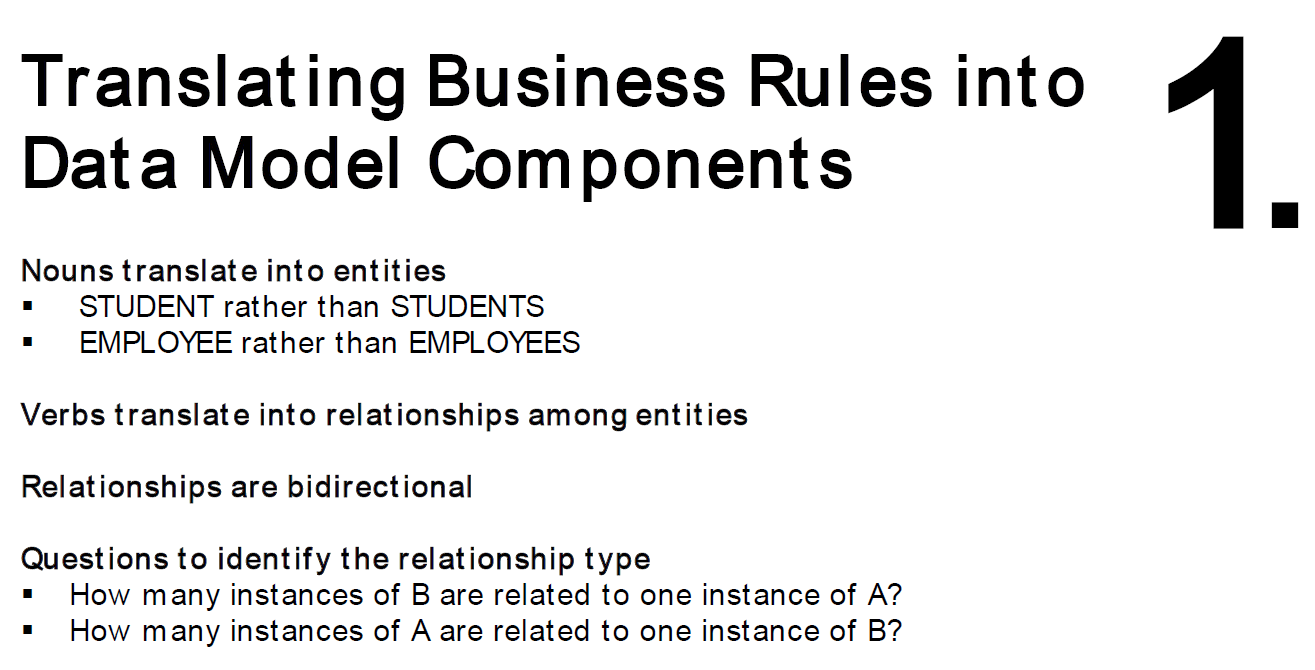 Translating Business Rules into
Data Model Components
1.
Nouns translate into entities
▪ STUDENT rather than STUDENTS
▪ EMPLOYEE rather than EMPLOYEES
Verbs translate into relationships among entities
Relationships are bidirectional
Questions to identify the relationship type
▪ How many instances of B are related to one instance of A?
▪ How many instances of A are related to one instance of B?